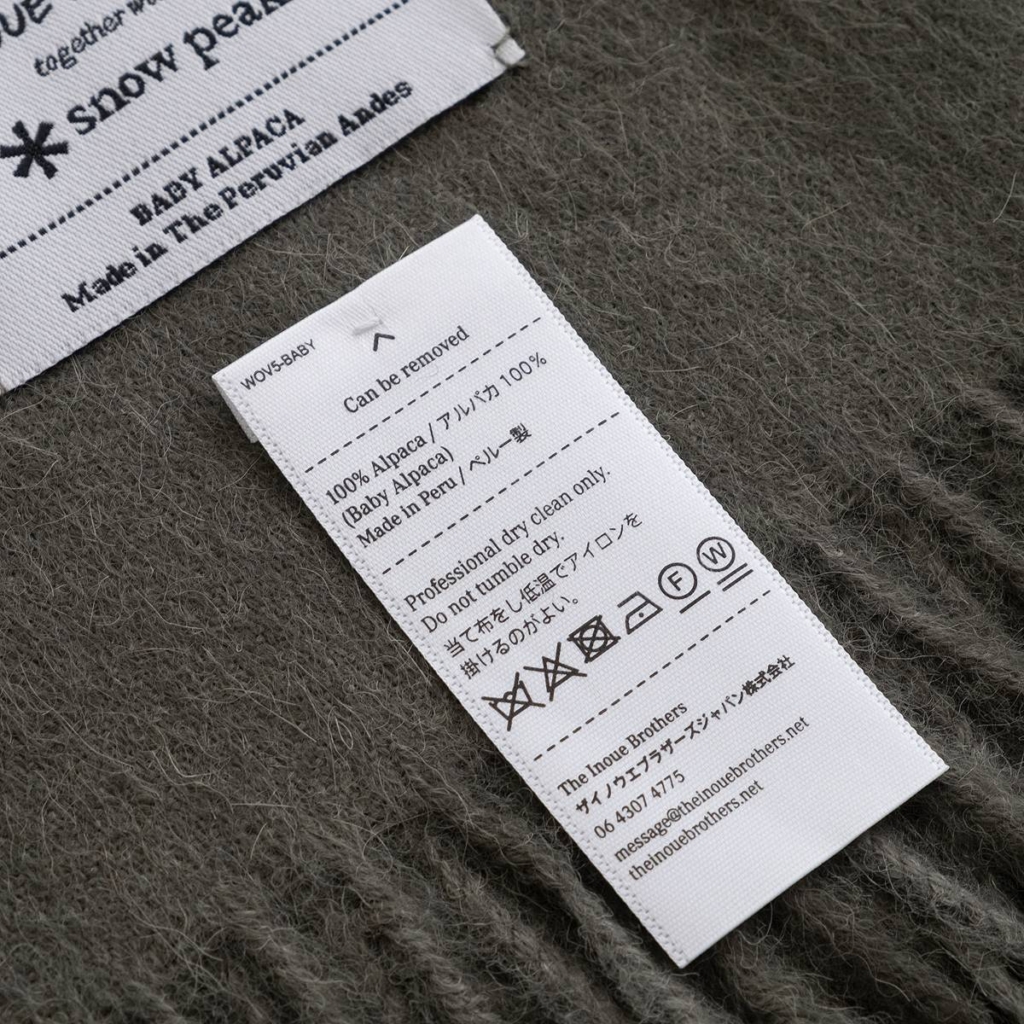 together
snow peak
BABY ALPACA
Made in The Peruvian Andes
WOV5-BABY
Can be removed
100% Alpaca / アルパカ 100%
(Baby Alpaca)
Made in Peru / ペルー製
Professional dry clean only.
Do not tumble dry.
当て布をし低温でアイロンを
掛けるのがよい。
F W
The Inoue Brothers
ザイノウエブラザーズジャパン株式会社
06 4307 4775
message@theinouebrothers.net
theinouebrothers.net